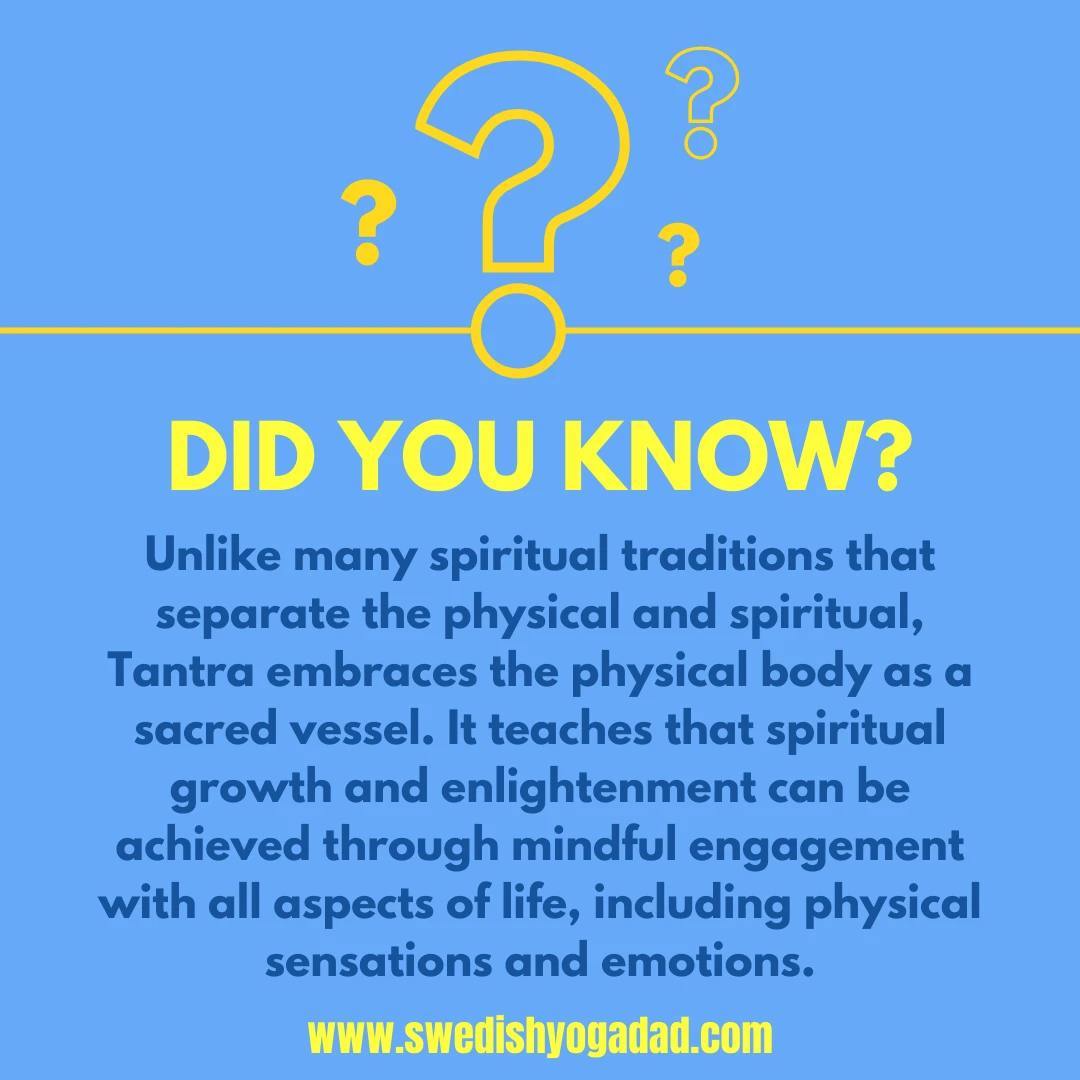 DID YOU KNOW?
Unlike many spiritual traditions that
separate the physical and spiritual,
Tantra embraces the physical body as a
sacred vessel. It teaches that spiritual
growth and enlightenment can be
achieved through mindful engagement
with all aspects of life, including physical
sensations and emotions.
www.swedishyogadad.com